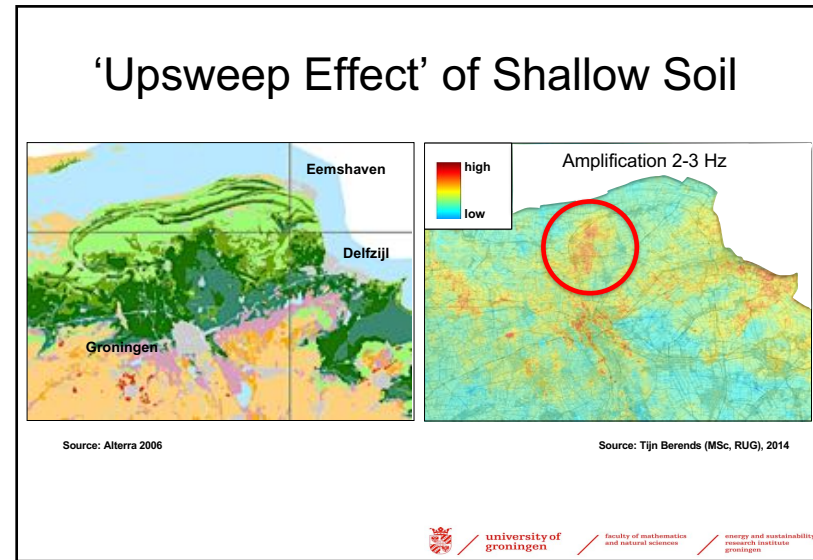 ‘Upsweep Effect’ of Shallow Soil
Eemshaven
Delfzijl
Groningen
high
low
Amplification 2-3 Hz
Source: Alterra 2006
Source: Tijn Berends (MSc, RUG), 2014
university of
groningen
faculty of mathematics
and natural sciences
energy and sustainability
research institute
groningen